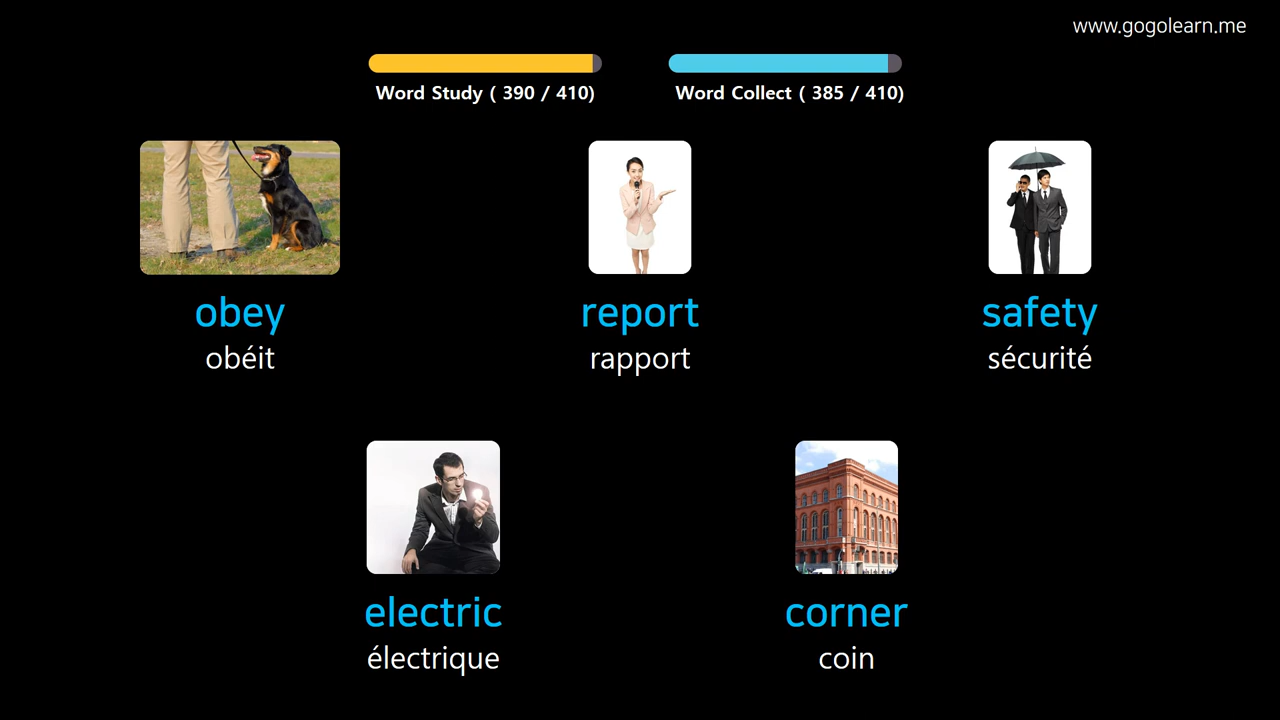 www.gogolearn.me
Word Study ( 390 / 410)
Word Collect ( 385 / 410)
obey
obéit
report
rapport
safety
sécurité
electric
électrique
corner
coin